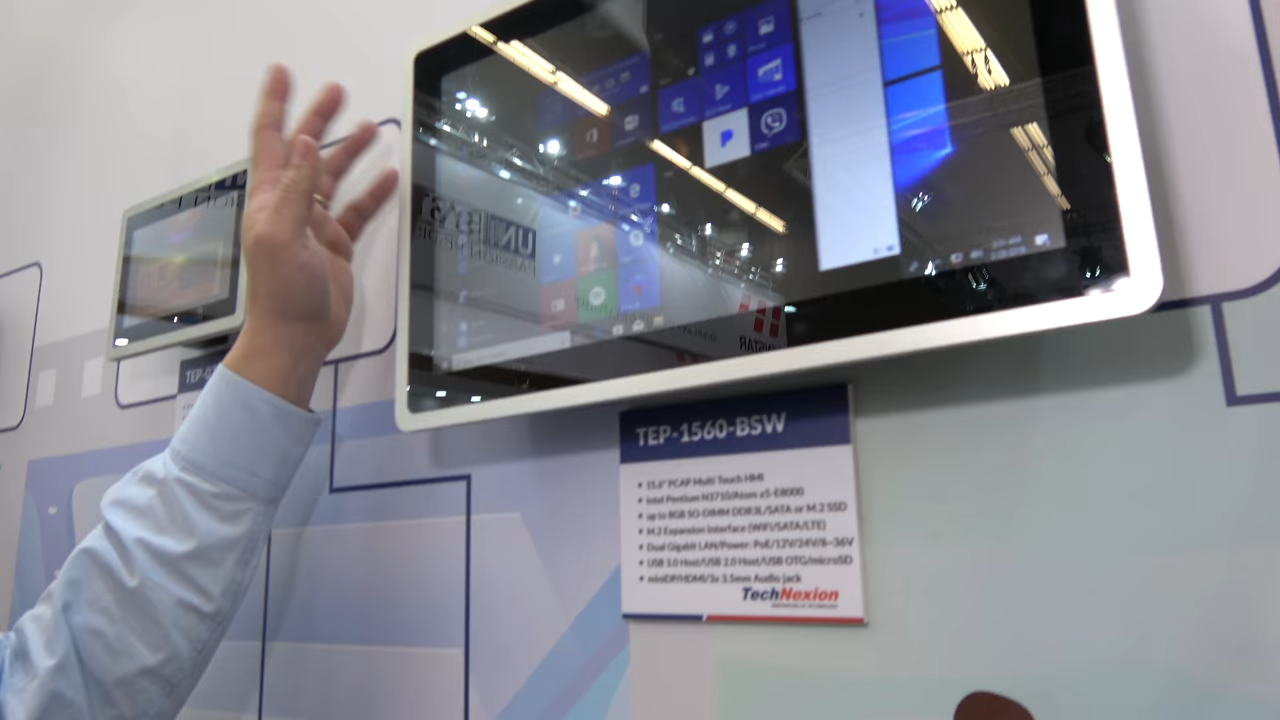 TEP-1560-BSW
• 15.6" PCAP Multi Touch HMI
• Intel Pentium N3710/Atom x5-E8000
• up to 8GB SO-DIMM DDR3L/SATA or M.2 SSD
• M.2 Expansion Interface (WiFi/SATA/LTE)
• Dual Gigabit LAN/Power: PoE/12V/24V/8~36V
• USB 3.0 Host/USB 2.0 Host/USB OTG/microSD
• miniDP/HDMI/3x 3.5mm Audio jack
TechNexion
TEP-0